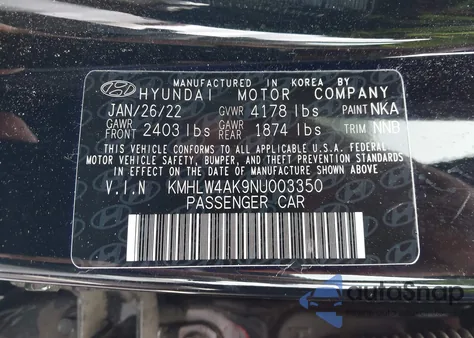 MANUFACTURED IN KOREA BY
HYUNDAI MOTOR COMPANY
JAN/26/22 GVWR 4178 lbs PAINT NKA
GAWR FRONT 2403 lbs GAWR REAR 1874 lbs TRIM NNB
THIS VEHICLE CONFORMS TO ALL APPLICABLE U.S.A. FEDERAL
MOTOR VEHICLE SAFETY, BUMPER, AND THEFT PREVENTION STANDARDS
IN EFFECT ON THE DATE OF MANUFACTURE SHOWN ABOVE.
V.I.N KMHLW4AK9NU003350
PASSENGER CAR
autoSnap